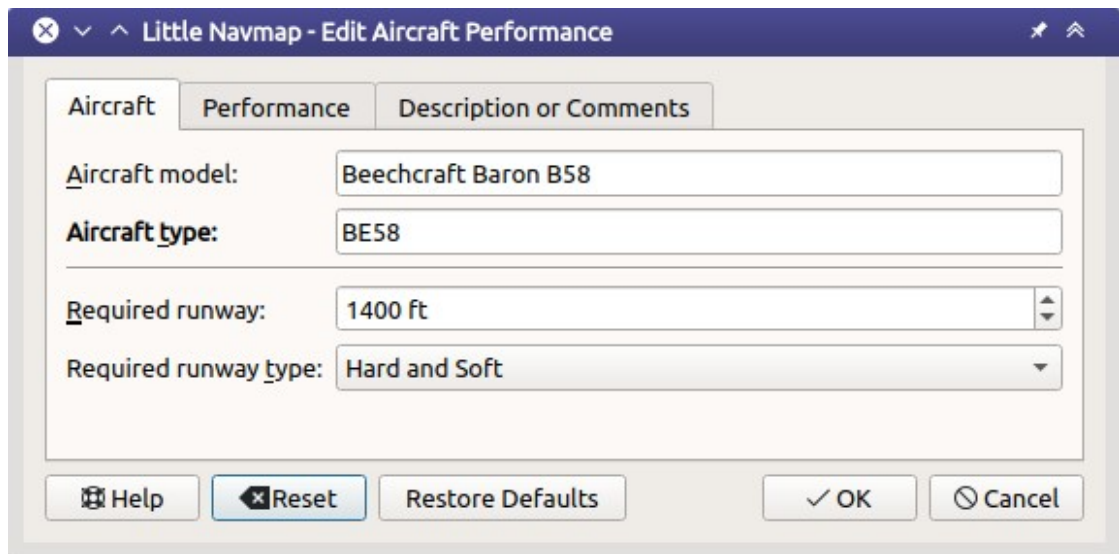 Little Navmap - Edit Aircraft Performance
Aircraft Performance Description or Comments
Aircraft model: Beechcraft Baron B58
Aircraft type: BE58
Required runway: 1400 ft
Required runway type: Hard and Soft
Help Reset Restore Defaults OK Cancel